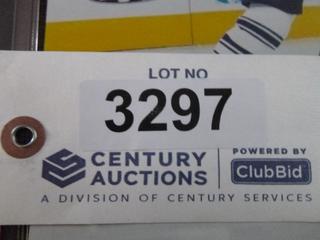 LOT NO
3297
CENTURY
AUCTIONS
POWERED BY
ClubBid
A DIVISION OF CENTURY SERVICES